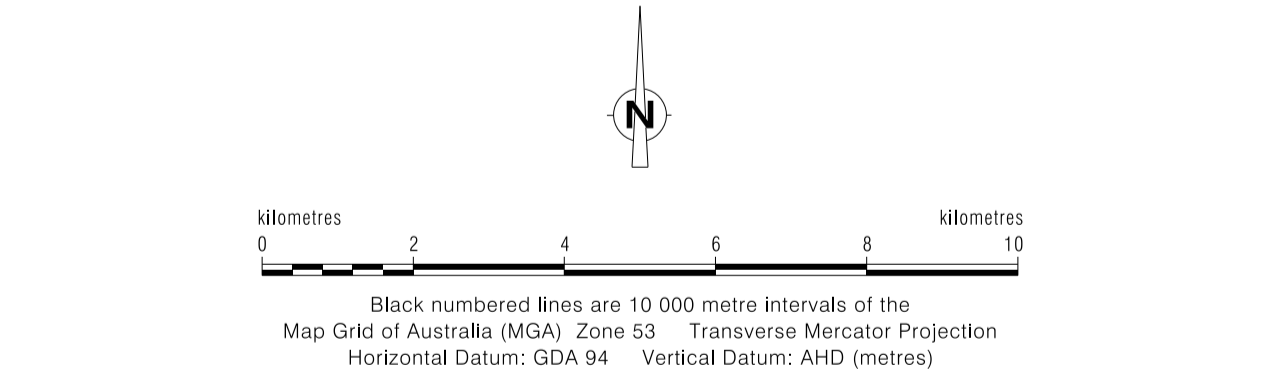 N
kilometres kilometres
0 2 4 6 8 10
Black numbered lines are 10 000 metre intervals of the
Map Grid of Australia (MGA) Zone 53 Transverse Mercator Projection
Horizontal Datum: GDA 94 Vertical Datum: AHD (metres)